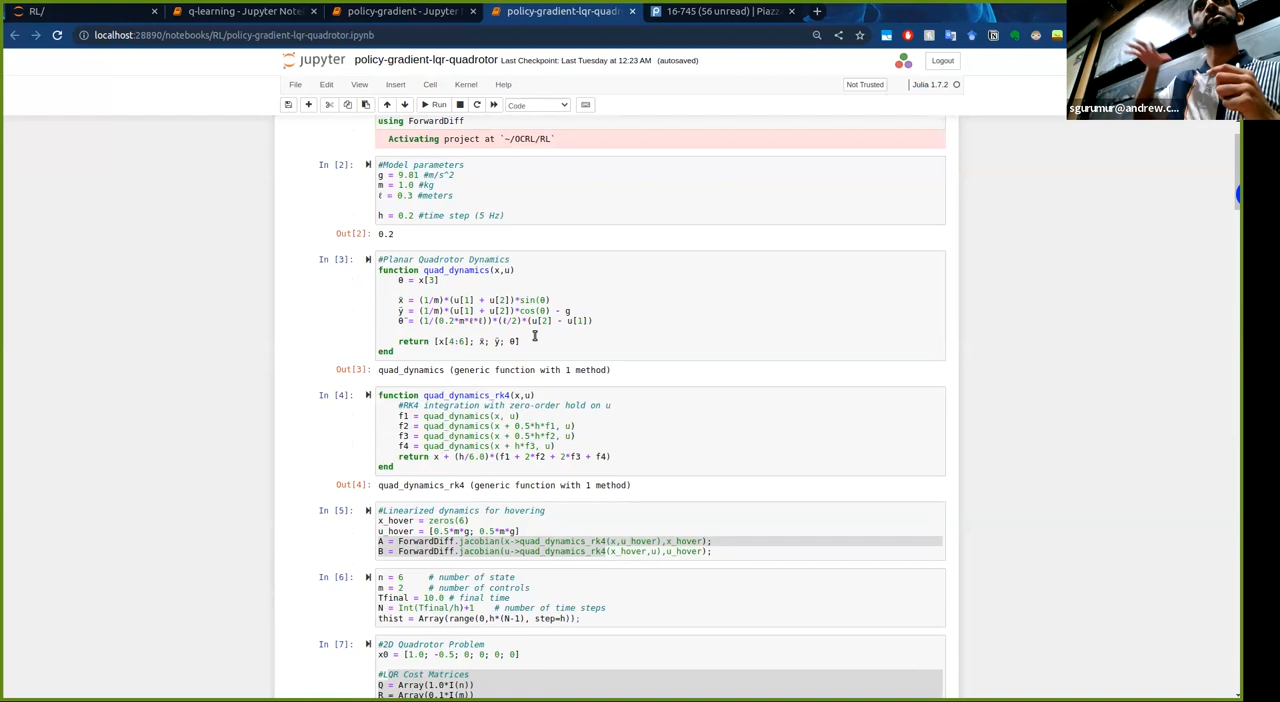 RL/
q-learning - Jupyter Note
policy-gradient - Jupyter
policy-gradient-lqr-quadr
16-745 (56 unread) | Piazz
localhost:28890/notebooks/RL/policy-gradient-lqr-quadrotor.ipynb
jupyter policy-gradient-lqr-quadrotor Last Checkpoint: Last Tuesday at 12:23 AM (autosaved)
Logout
sgurumur@andrew.c...
File Edit View Insert Cell Kernel Help
Not Trusted
Julia 1.7.2
Run
Code
using ForwardDiff
Activating project at `~/OCRL/RL`
In [2]:
#Model parameters
g = 9.81 #m/s^2
m = 1.0 #kg
ℓ = 0.3 #meters
h = 0.2 #time step (5 Hz)
Out[2]: 0.2
In [3]:
#Planar Quadrotor Dynamics
function quad_dynamics(x,u)
θ = x[3]
ẍ = (1/m)*(u[1] + u[2])*sin(θ)
ÿ = (1/m)*(u[1] + u[2])*cos(θ) - g
θ̈ = (1/(0.2*m*ℓ*ℓ))*(ℓ/2)*(u[2] - u[1])
return [x[4:6]; ẍ; ÿ; θ̈]
end
Out[3]: quad_dynamics (generic function with 1 method)
In [4]:
function quad_dynamics_rk4(x,u)
#RK4 integration with zero-order hold on u
f1 = quad_dynamics(x, u)
f2 = quad_dynamics(x + 0.5*h*f1, u)
f3 = quad_dynamics(x + 0.5*h*f2, u)
f4 = quad_dynamics(x + h*f3, u)
return x + (h/6.0)*(f1 + 2*f2 + 2*f3 + f4)
end
Out[4]: quad_dynamics_rk4 (generic function with 1 method)
In [5]:
#Linearized dynamics for hovering
x_hover = zeros(6)
u_hover = [0.5*m*g; 0.5*m*g]
A = ForwardDiff.jacobian(x->quad_dynamics_rk4(x,u_hover),x_hover);
B = ForwardDiff.jacobian(u->quad_dynamics_rk4(x_hover,u),u_hover);
In [6]:
n = 6 # number of state
m = 2 # number of controls
Tfinal = 10.0 # final time
N = Int(Tfinal/h)+1 # number of time steps
thist = Array(range(0,h*(N-1), step=h));
In [7]:
#2D Quadrotor Problem
x0 = [1.0; -0.5; 0; 0; 0; 0]
#LQR Cost Matrices
Q = Array(1.0*I(n))
R = Array(0.1*I(m))